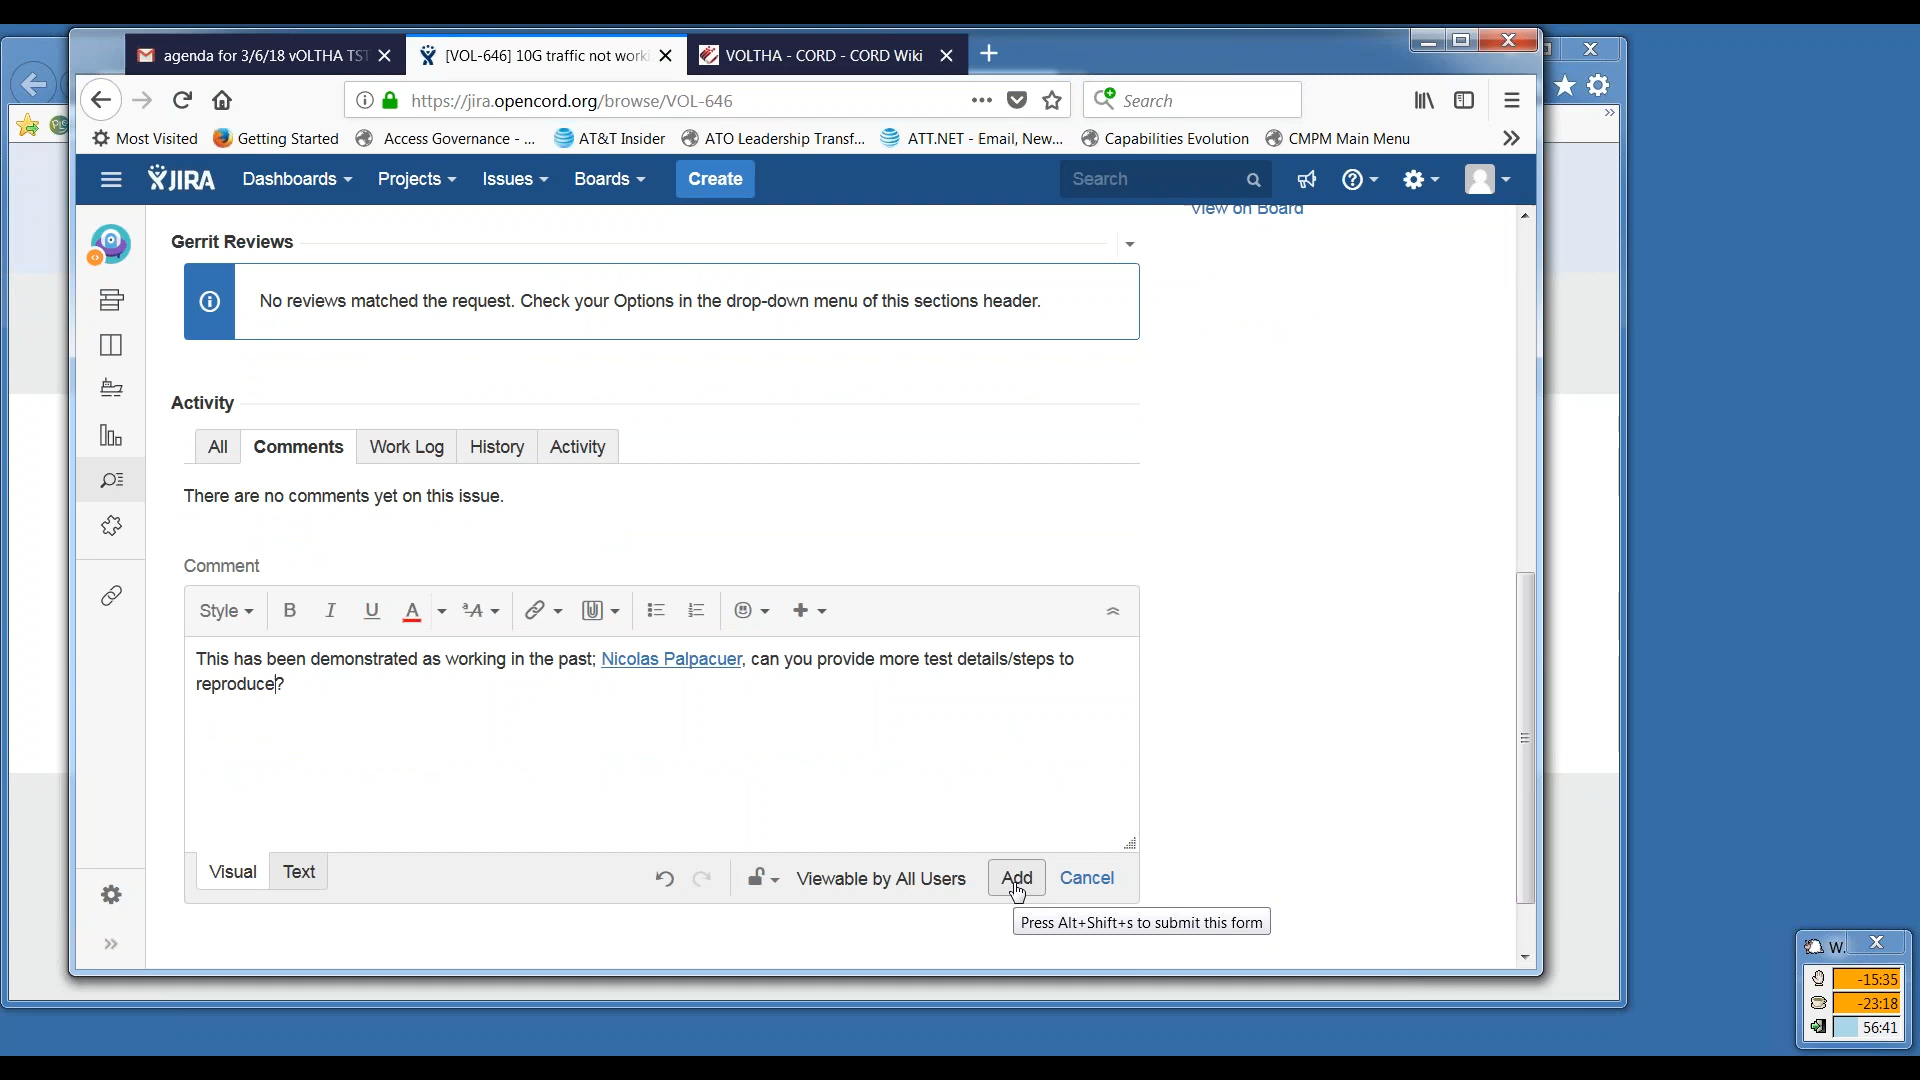 agenda for 3/6/18 vOLTHA TST
[VOL-646] 10G traffic not worki
VOLTHA - CORD - CORD Wiki
https://jira.opencord.org/browse/VOL-646
Search
Most Visited
Getting Started
Access Governance - ...
AT&T Insider
ATO Leadership Transf...
ATT.NET - Email, New...
Capabilities Evolution
CMPM Main Menu
JIRA
Dashboards
Projects
Issues
Boards
Create
Search
View on Board
Gerrit Reviews
No reviews matched the request. Check your Options in the drop-down menu of this sections header.
Activity
All
Comments
Work Log
History
Activity
There are no comments yet on this issue.
Comment
Style
B
I
U
A
This has been demonstrated as working in the past; Nicolas Palpacuer, can you provide more test details/steps to
reproduce?
Visual
Text
Viewable by All Users
Add
Cancel
Press Alt+Shift+s to submit this form
W.
-15:35
-23:18
56:41